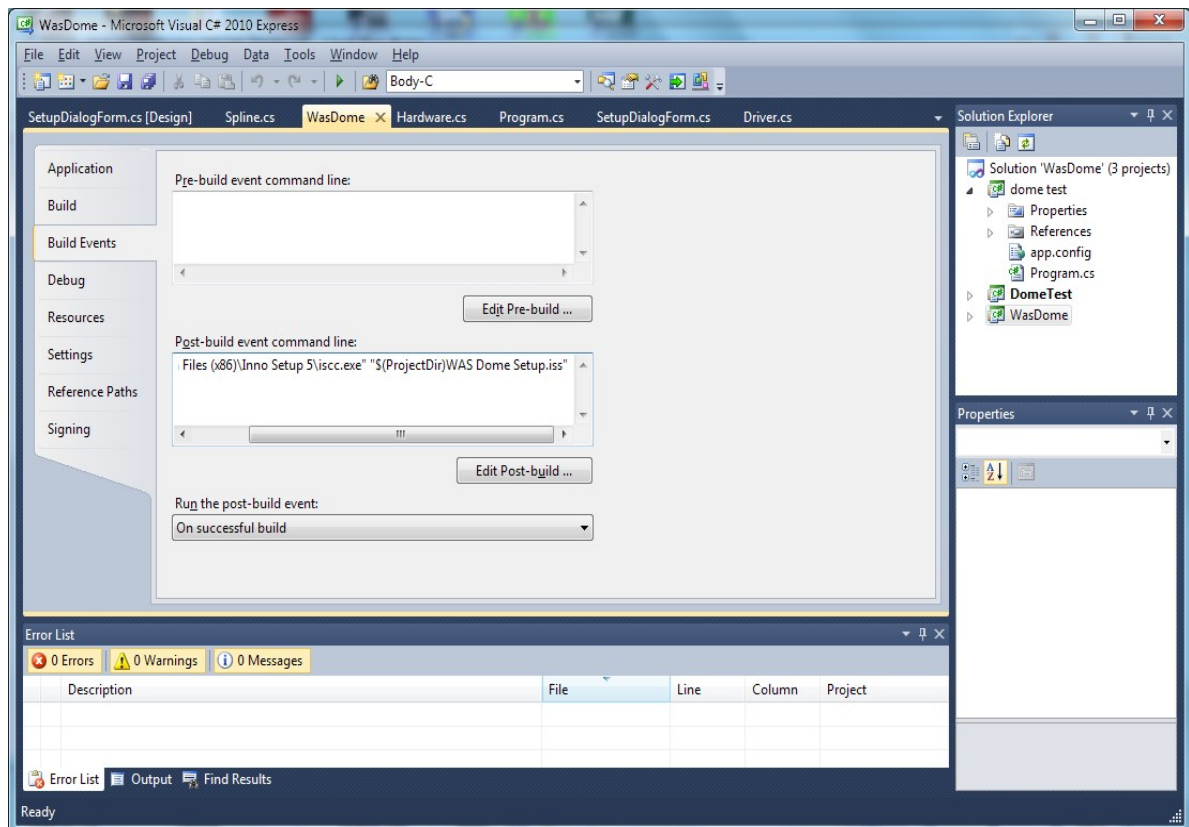 WasDome - Microsoft Visual C# 2010 Express
File Edit View Project Debug Data Tools Window Help
Body-C
SetupDialogForm.cs [Design] Spline.cs WasDome Hardware.cs Program.cs SetupDialogForm.cs Driver.cs
Application
Build
Build Events
Debug
Resources
Settings
Reference Paths
Signing
Pre-build event command line:
Edit Pre-build ...
Post-build event command line:
Files (x86)\Inno Setup 5\iscc.exe" "$(ProjectDir)WAS Dome Setup.iss"
Edit Post-build ...
Run the post-build event:
On successful build
Solution Explorer
Solution 'WasDome' (3 projects)
dome test
Properties
References
app.config
Program.cs
DomeTest
WasDome
Properties
Error List
0 Errors 0 Warnings 0 Messages
Description File Line Column Project
Error List Output Find Results
Ready